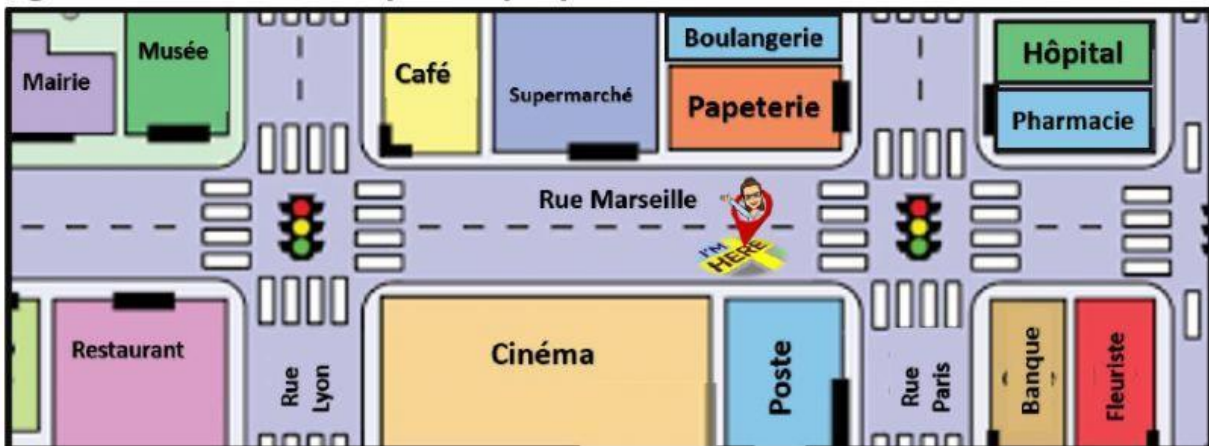 Mairie
Musée
Café
Supermarché
Boulangerie
Papeterie
Hôpital
Pharmacie
Rue Marseille
I'M
HERE
Restaurant
Rue
Lyon
Cinéma
Poste
Rue
Paris
Banque
Fleuriste